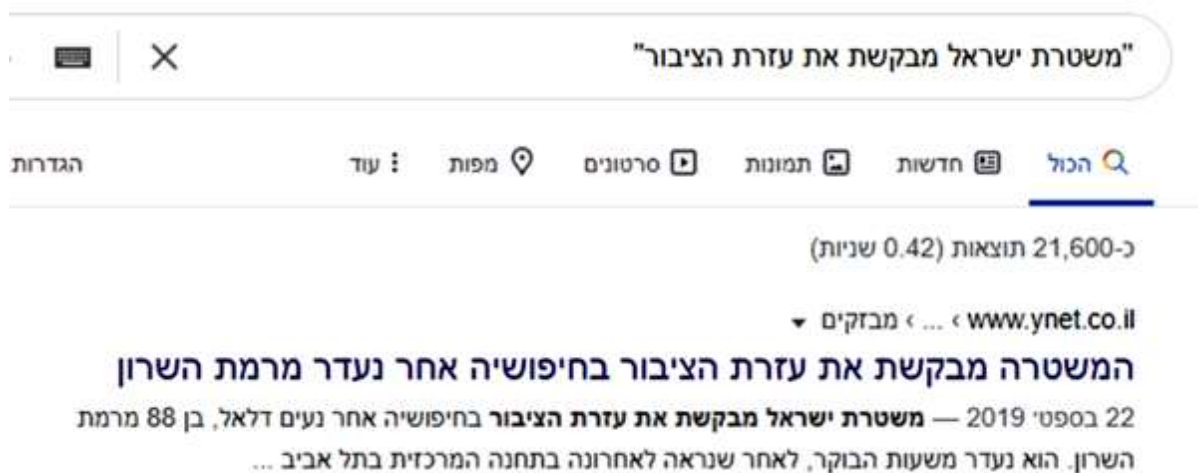 "משטרת ישראל מבקשת את עזרת הציבור"
הכול חדשות תמונות סרטונים מפות עוד הגדרות
כ-21,600 תוצאות (0.42 שניות)
www.ynet.co.il › ... › מבזקים
המשטרה מבקשת את עזרת הציבור בחיפושיה אחר נעדר מרמת השרון
22 בספט׳ 2019 — משטרת ישראל מבקשת את עזרת הציבור בחיפושיה אחר נעים דלאל, בן 88 מרמת
השרון. הוא נעדר משעות הבוקר, לאחר שנראה לאחרונה בתחנה המרכזית בתל אביב ...